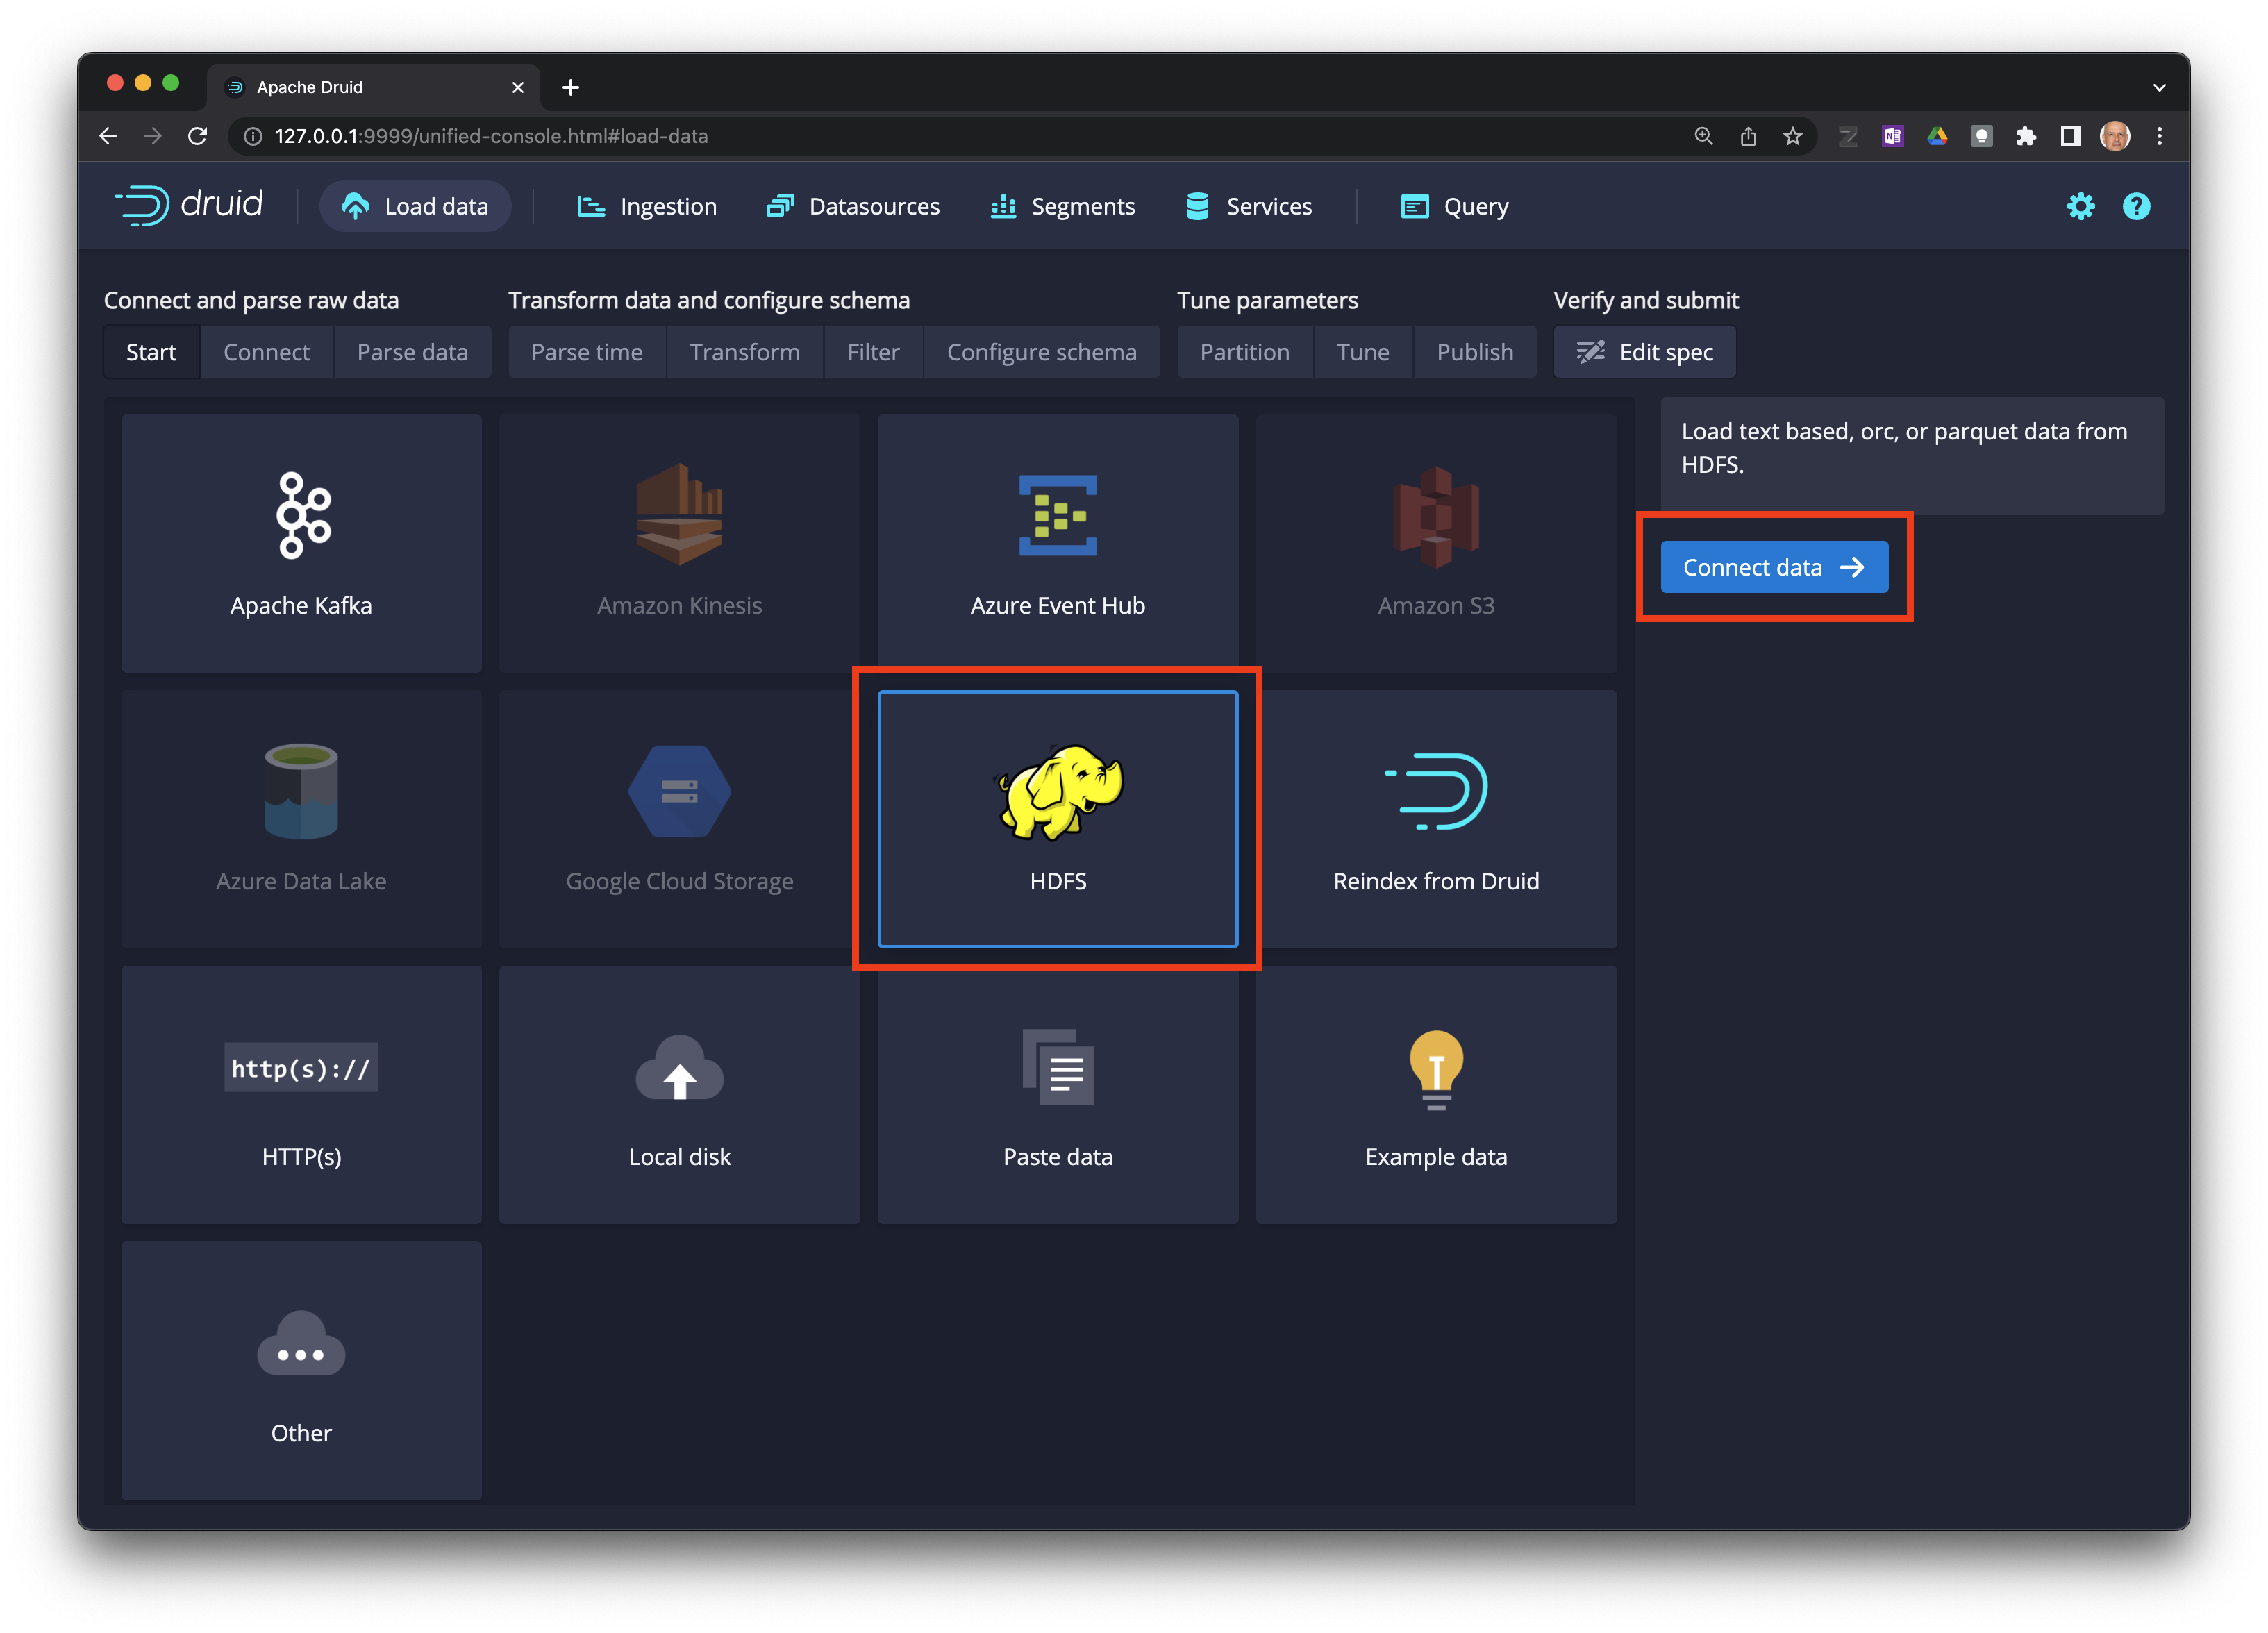 Apache Druid
127.0.0.1:9999/unified-console.html#load-data
N
druid
Load data
Ingestion
Datasources
Segments
Services
Query
?
Connect and parse raw data
Transform data and configure schema
Tune parameters
Verify and submit
Start
Connect
Parse data
Parse time
Transform
Filter
Configure schema
Partition
Tune
Publish
Edit spec
Load text based, orc, or parquet data from
HDFS.
Connect data
Apache Kafka
Amazon Kinesis
Azure Event Hub
Amazon S3
Azure Data Lake
Google Cloud Storage
HDFS
Reindex from Druid
http(s)://
HTTP(s)
Local disk
Paste data
Example data
Other